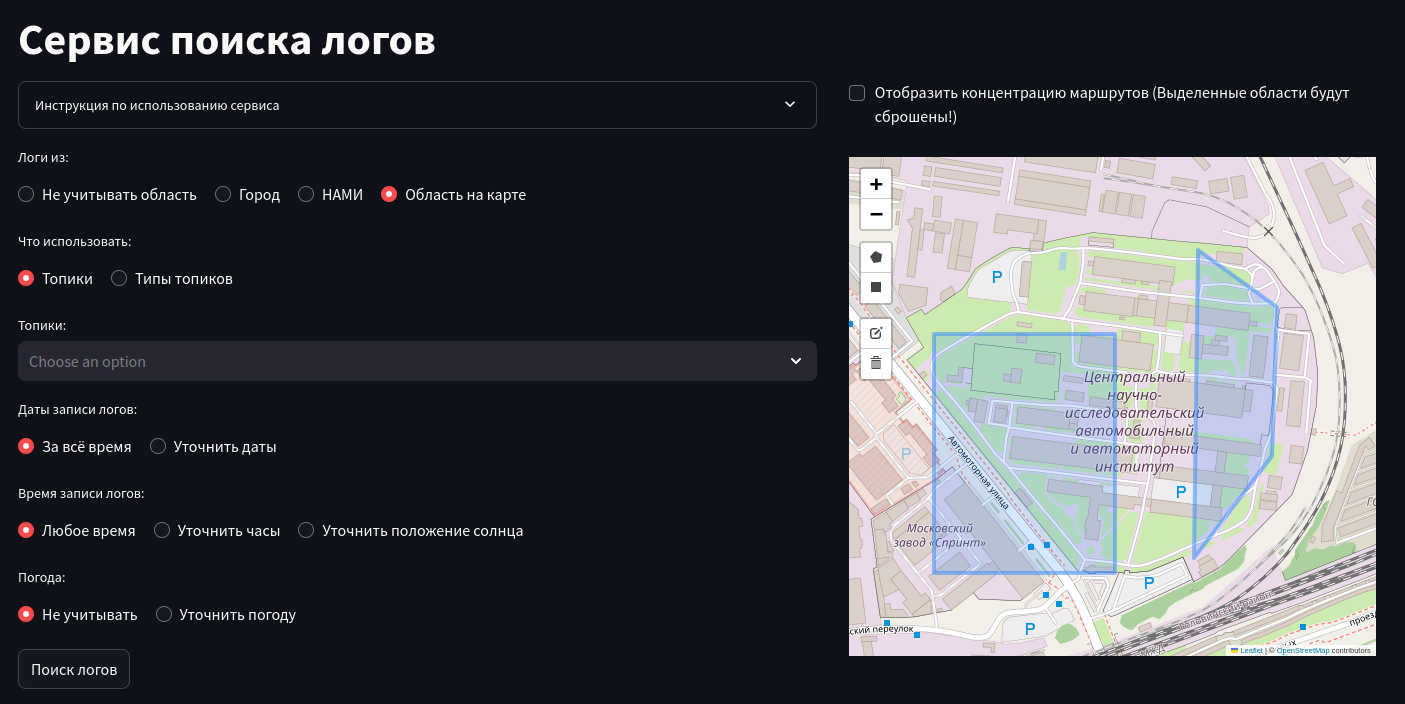 Сервис поиска логов
Инструкция по использованию сервиса
Логи из:
Не учитывать область
Город
НАМИ
Область на карте
Что использовать:
Топики
Типы топиков
Топики:
Choose an option
Даты записи логов:
За всё время
Уточнить даты
Время записи логов:
Любое время
Уточнить часы
Уточнить положение солнца
Погода:
Не учитывать
Уточнить погоду
Поиск логов
Отобразить концентрацию маршрутов (Выделенные области будут
сброшены!)
+
−
P
Центральный
научно-
исследовательский
автомобильный
и автомоторный
институт
P
Автомоторная улица
P
Московский
завод «Спринт»
P
P
ский переулок
Leaflet | © OpenStreetMap contributors